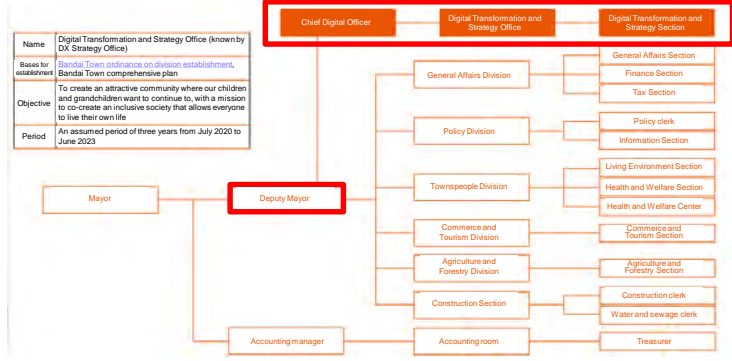 Chief Digital Officer
Digital Transformation and
Strategy Office
Digital Transformation and
Strategy Section
Name
Digital Transformation and Strategy Office (known by
DX Strategy Office)
Bases for
establishment
Bandai Town ordinance on division establishment,
Bandai Town comprehensive plan
Objective
To create an attractive community where our children
and grandchildren want to continue to, with a mission
to co-create an inclusive society that allows everyone
to live their own life
Period
An assumed period of three years from July 2020 to
June 2023
General Affairs Division
General Affairs Section
Finance Section
Tax Section
Policy Division
Policy clerk
Information Section
Mayor
Deputy Mayor
Townspeople Division
Living Environment Section
Health and Welfare Section
Health and Welfare Center
Commerce and
Tourism Division
Commerce and
Tourism Section
Agriculture and
Forestry Division
Agriculture and
Forestry Section
Construction Section
Construction clerk
Water and sewage clerk
Accounting manager
Accounting room
Treasurer